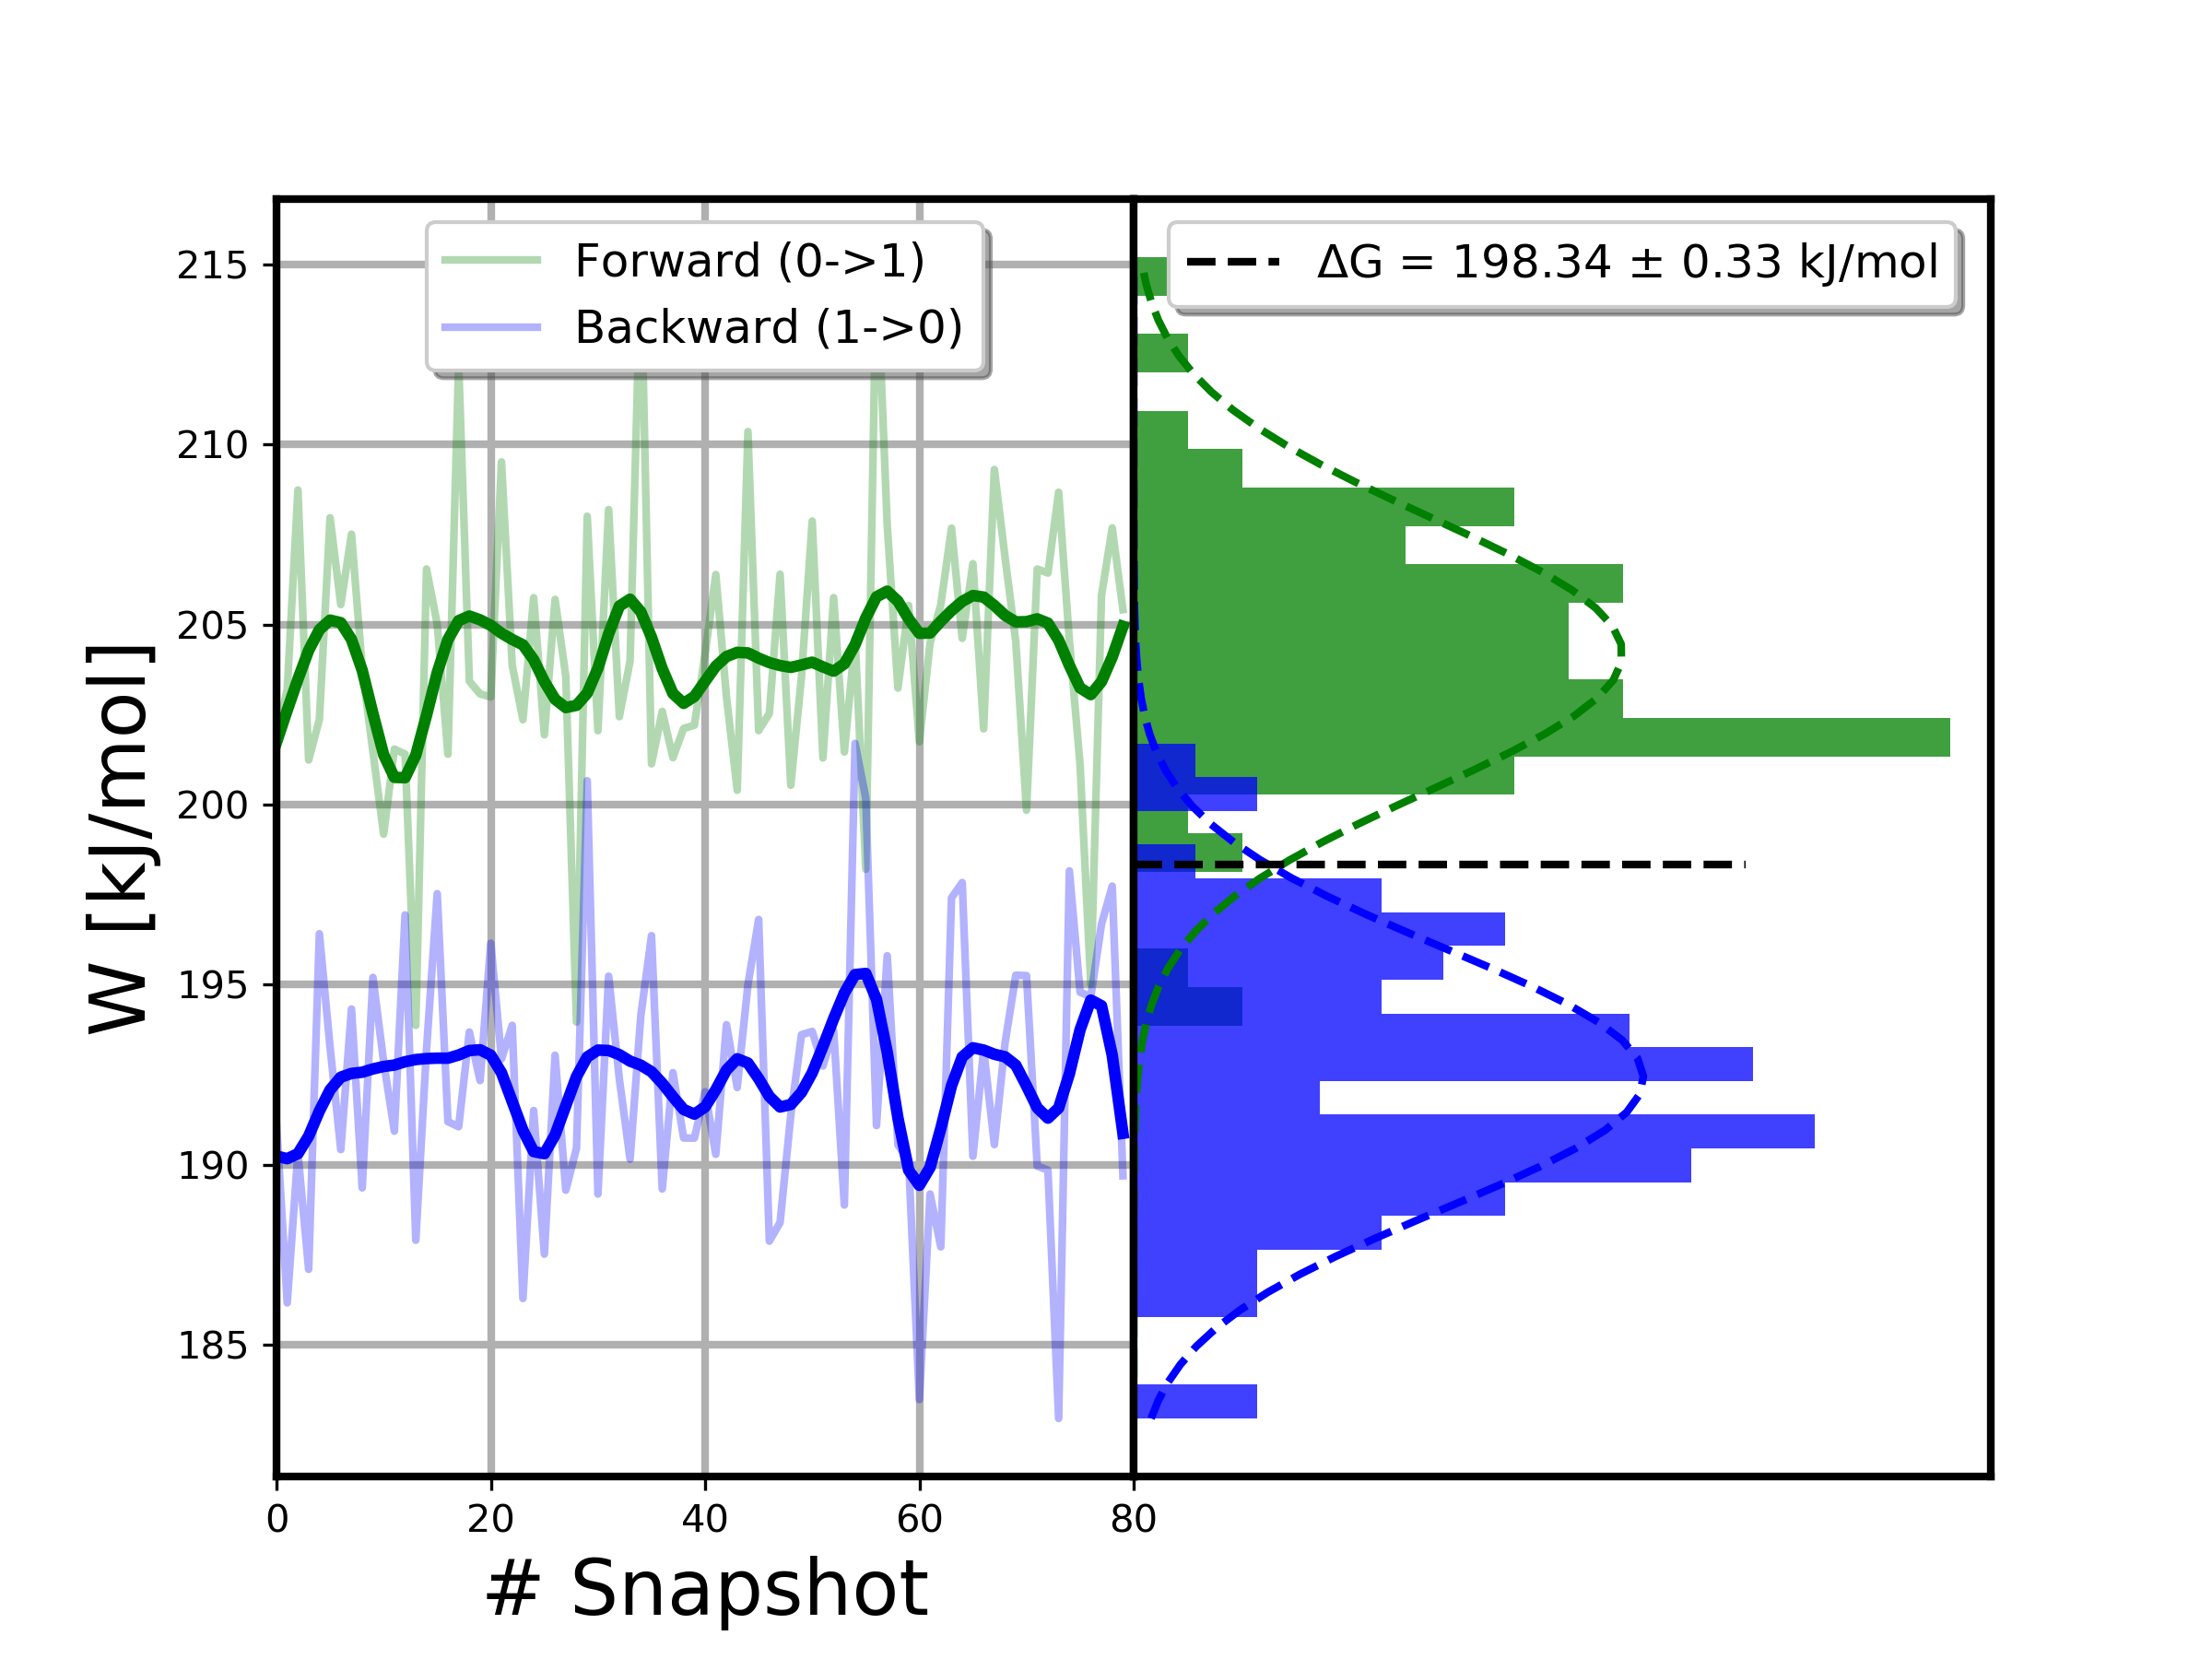 Forward (0->1)
Backward (1->0)
ΔG = 198.34 ± 0.33 kJ/mol
W [kJ/mol]
215
210
205
200
195
190
185
0 20 40 60 80
# Snapshot